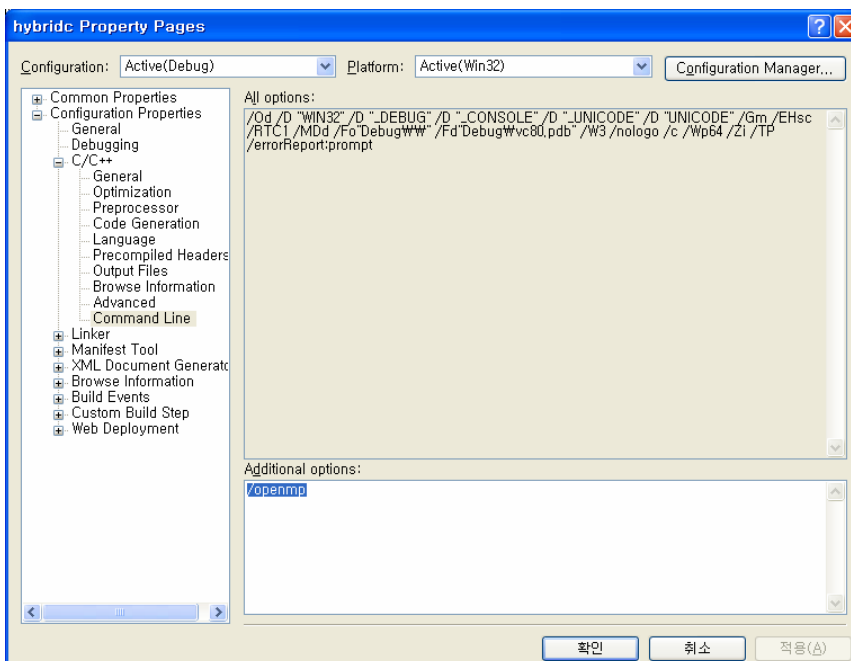 hybridc Property Pages
Configuration: Active(Debug) Platform: Active(Win32) Configuration Manager...
Common Properties
Configuration Properties
General
Debugging
C/C++
General
Optimization
Preprocessor
Code Generation
Language
Precompiled Headers
Output Files
Browse Information
Advanced
Command Line
Linker
Manifest Tool
XML Document Generato
Browse Information
Build Events
Custom Build Step
Web Deployment
All options:
/Od /D "WIN32" /D "_DEBUG" /D "_CONSOLE" /D "_UNICODE" /D "UNICODE" /Gm /EHsc
/RTC1 /MDd /Fo"Debug₩₩" /Fd"Debug₩vc80.pdb" /W3 /nologo /c /Wp64 /Zi /TP
/errorReport:prompt
Additional options:
/openmp
확인 취소 적용(A)